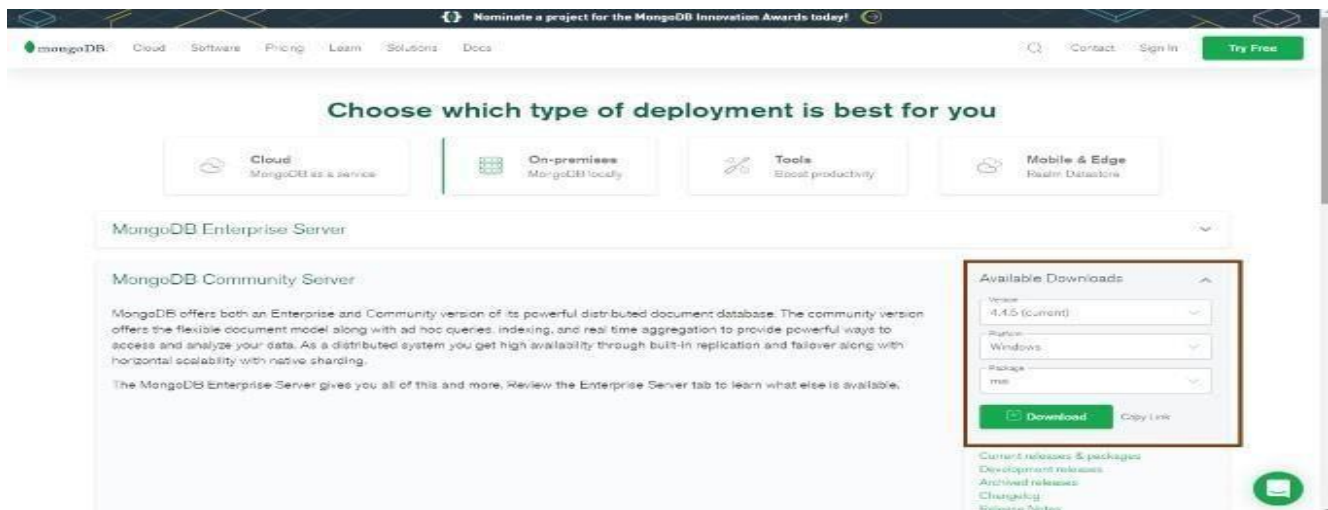 Nominate a project for the MongoDB Innovation Awards today!
mongoDB. Cloud Software Pricing Learn Solutions Docs Contact Sign In Try Free
Choose which type of deployment is best for you
Cloud
MongoDB as a service
On-premises
MongoDB locally
Tools
Boost productivity
Mobile & Edge
Realm Datastore
MongoDB Enterprise Server
MongoDB Community Server
MongoDB offers both an Enterprise and Community version of its powerful distributed document database. The community version
offers the flexible document model along with ad hoc queries, indexing, and real time aggregation to provide powerful ways to
access and analyze your data. As a distributed system you get high availability through built-in replication and failover along with
horizontal scalability with native sharding.
The MongoDB Enterprise Server gives you all of this and more. Review the Enterprise Server tab to learn what else is available.
Available Downloads
Version
4.4.5 (current)
Platform
Windows
Package
msi
Download Copy Link
Current releases & packages
Development releases
Archived releases
Changelog
Release Notes